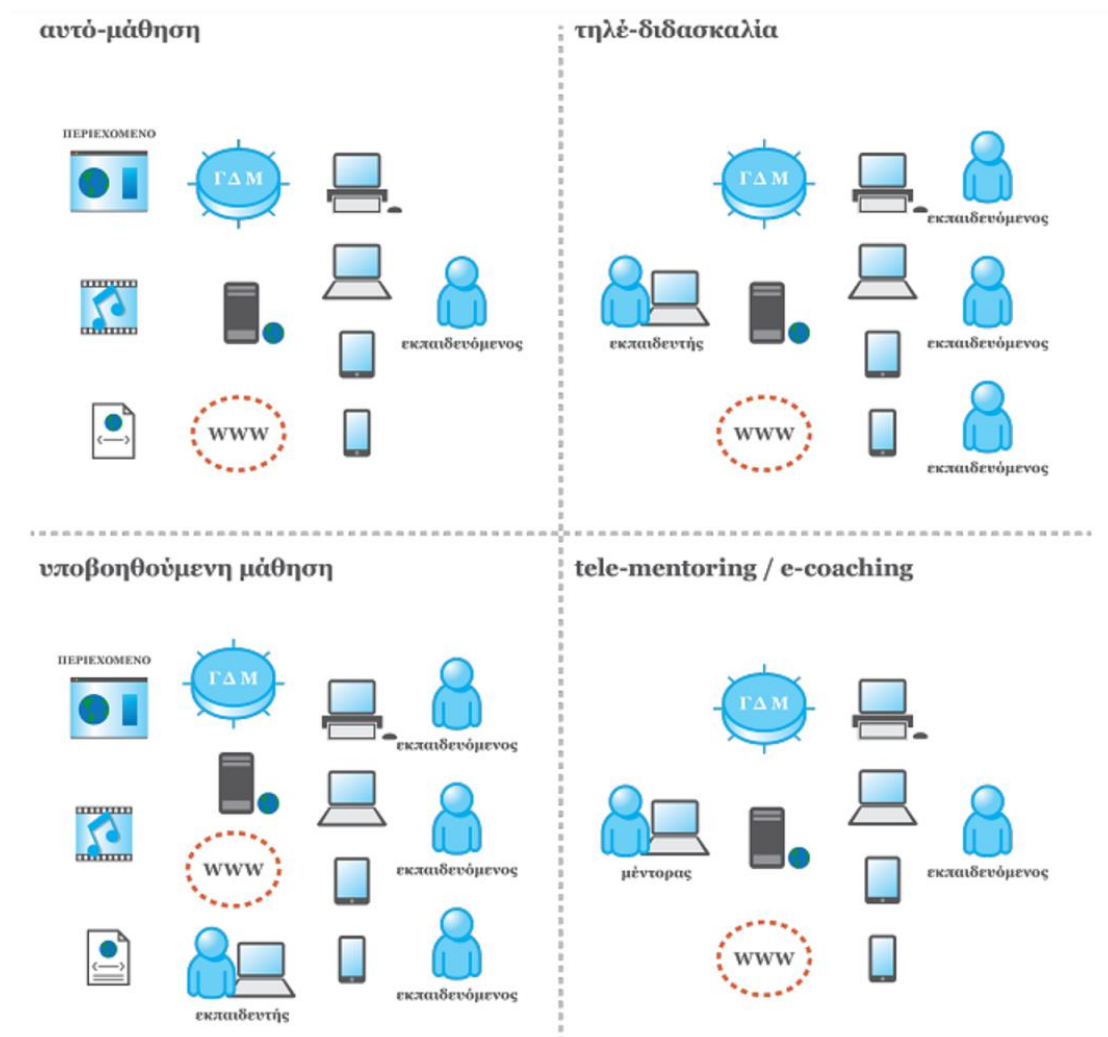 αυτό-μάθηση
ΠΕΡΙΕΧΟΜΕΝΟ
ΓΔΜ
εκπαιδευόμενος
www
τηλέ-διδασκαλία
ΓΔΜ
εκπαιδευόμενος
εκπαιδευτής
εκπαιδευόμενος
www
εκπαιδευόμενος
υποβοηθούμενη μάθηση
ΠΕΡΙΕΧΟΜΕΝΟ
ΓΔΜ
εκπαιδευόμενος
www
εκπαιδευόμενος
εκπαιδευόμενος
εκπαιδευτής
tele-mentoring / e-coaching
ΓΔΜ
μέντορας
εκπαιδευόμενος
www